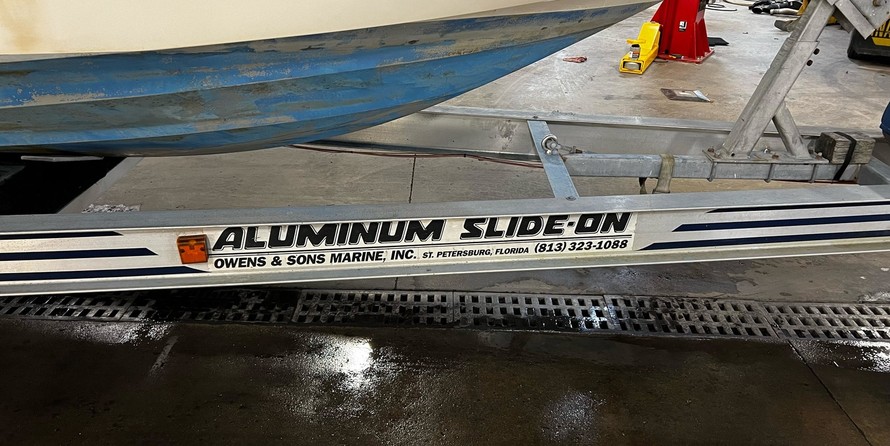 ALUMINUM SLIDE-ON
OWENS & SONS MARINE, INC. ST. PETERSBURG, FLORIDA (813) 323-1088